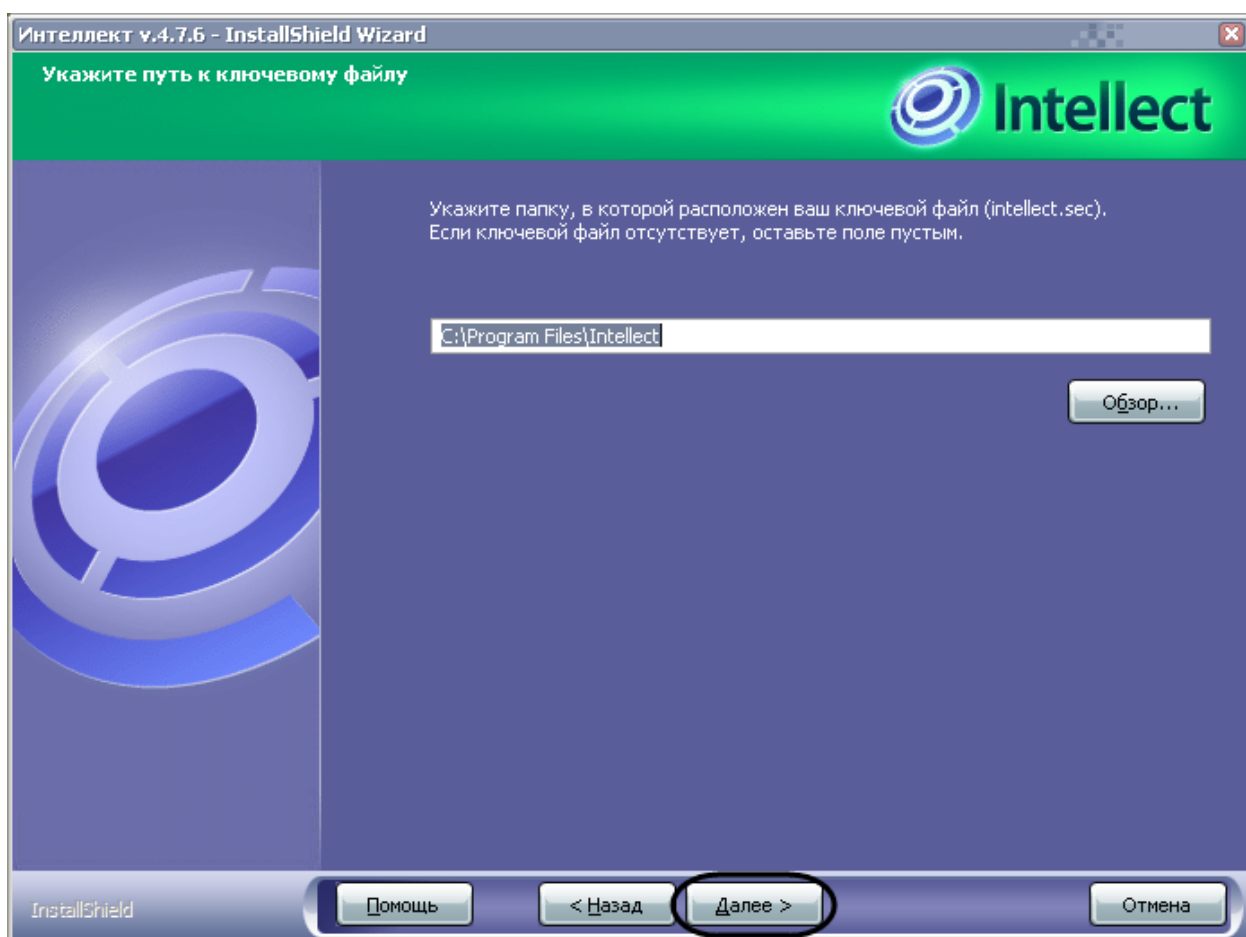 Интеллект v.4.7.6 - InstallShield Wizard
Укажите путь к ключевому файлу
Intellect
Укажите папку, в которой расположен ваш ключевой файл (intellect.sec).
Если ключевой файл отсутствует, оставьте поле пустым.
C:\Program Files\Intellect
Обзор...
InstallShield
Помощь
< Назад
Далее >
Отмена